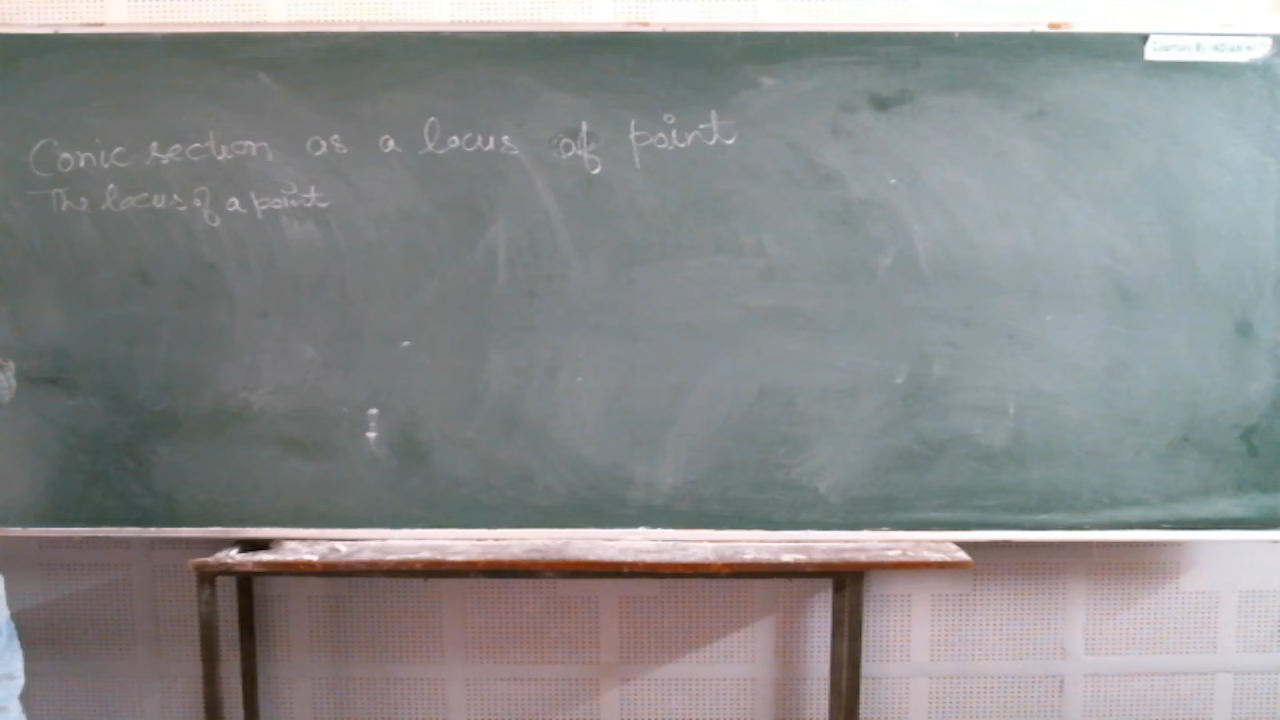 Conic section as a locus of point
The locus of a point